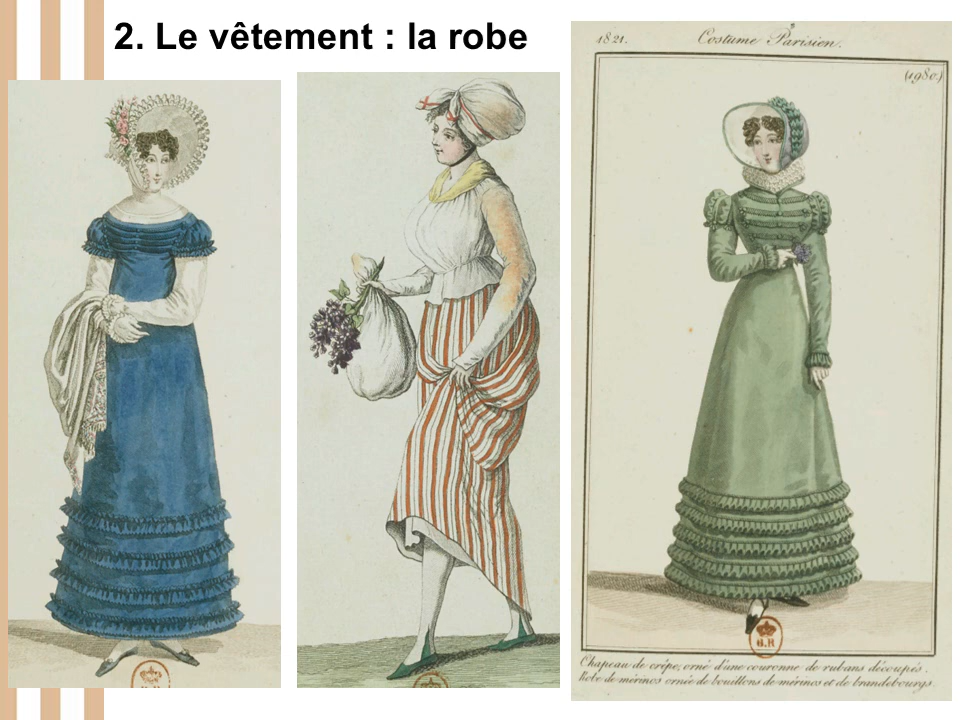 2. Le vêtement : la robe
1821. Costume Parisien.
(1980.)
B.R
Chapeau de crêpe, orné d'une couronne de rubans découpés.
Robe de mérinos ornée de bouillons de mérinos et de brandebourgs.